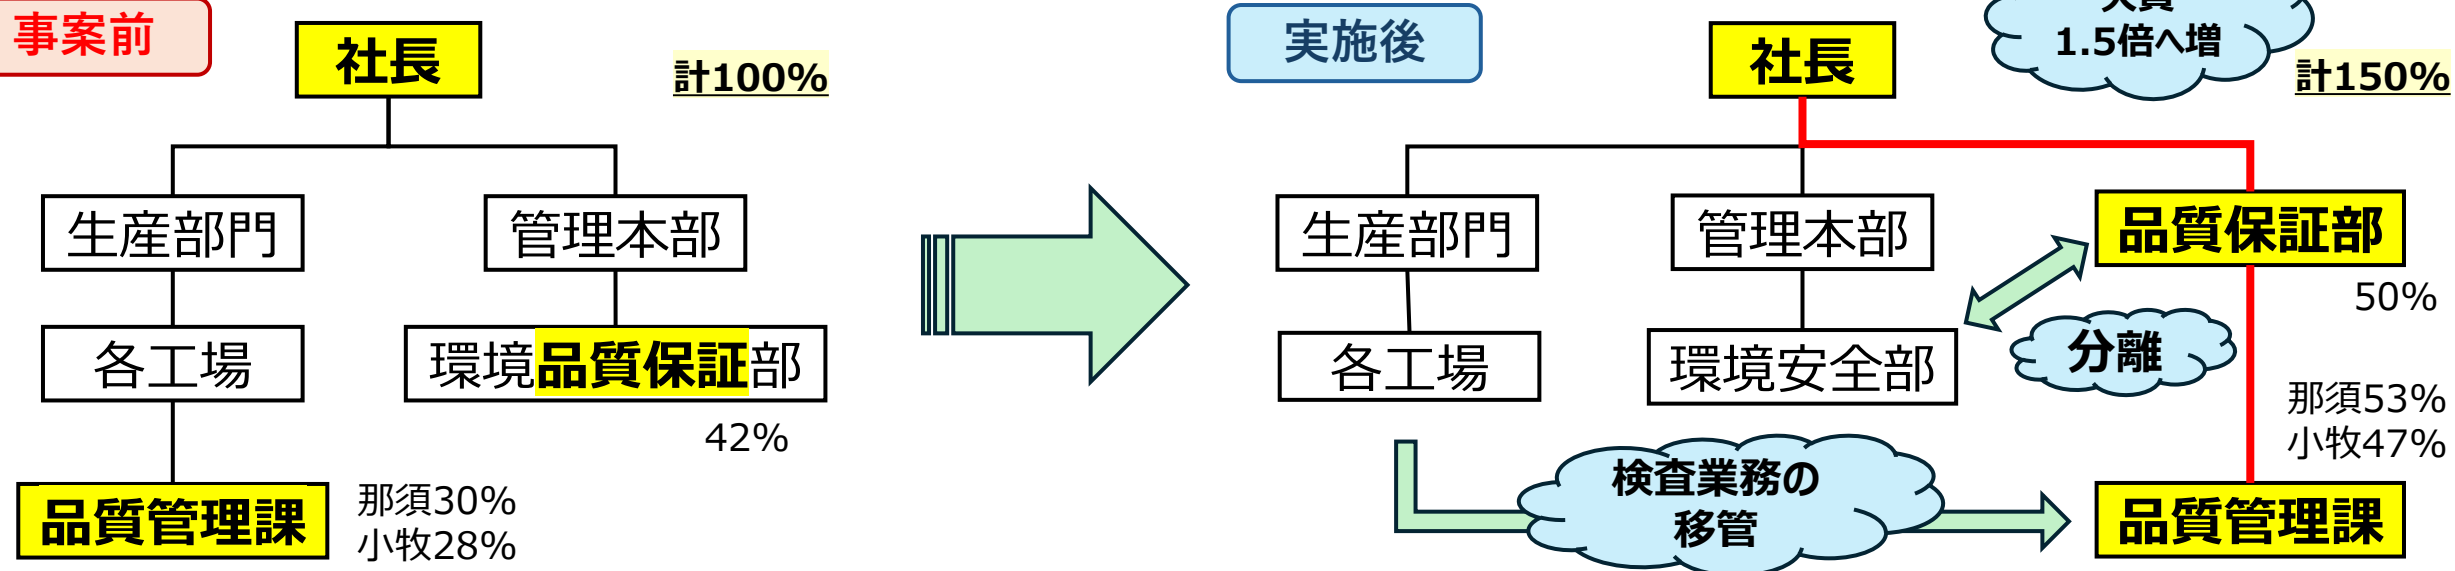 事案前
社長
計100%
生産部門
管理本部
各工場
環境品質保証部
42%
品質管理課
那須30%
小牧28%
実施後
社長
1.5倍へ増
計150%
生産部門
管理本部
品質保証部
50%
各工場
環境安全部
分離
那須53%
小牧47%
検査業務の
移管
品質管理課